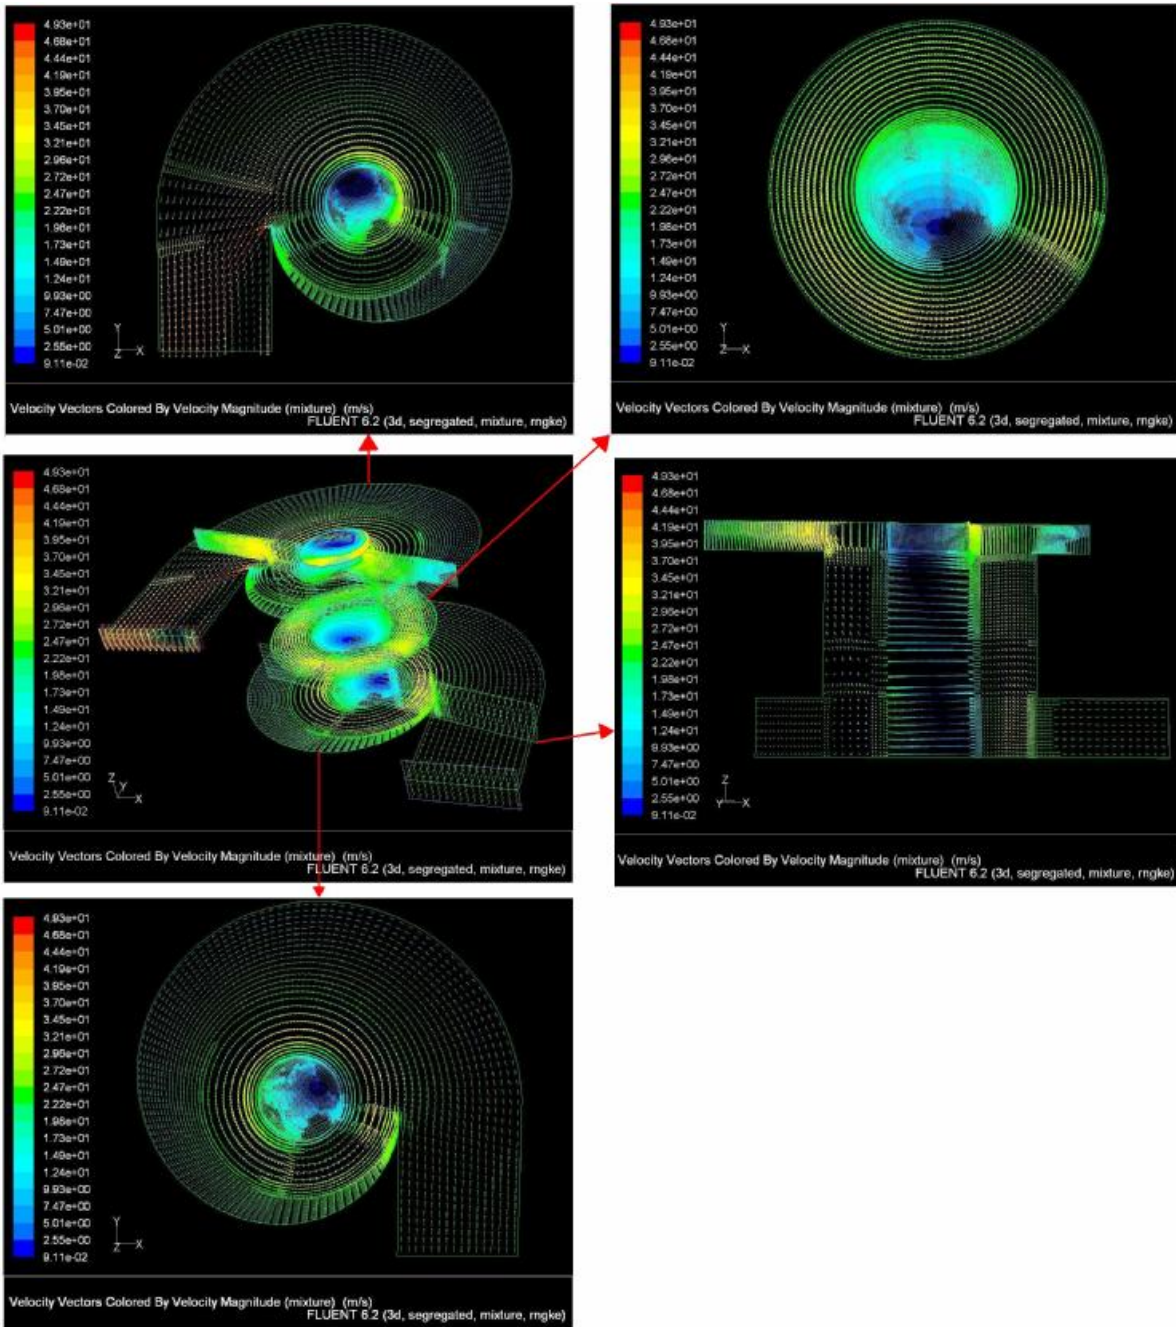 4.93e+01
4.68e+01
4.44e+01
4.19e+01
3.95e+01
3.70e+01
3.45e+01
3.21e+01
2.96e+01
2.72e+01
2.47e+01
2.22e+01
1.98e+01
1.73e+01
1.49e+01
1.24e+01
9.93e+00
7.47e+00
5.01e+00
2.55e+00
9.11e-02
Y
Z X
Velocity Vectors Colored By Velocity Magnitude (mixture) (m/s)
FLUENT 6.2 (3d, segregated, mixture, rngke)
4.93e+01
4.68e+01
4.44e+01
4.19e+01
3.95e+01
3.70e+01
3.45e+01
3.21e+01
2.96e+01
2.72e+01
2.47e+01
2.22e+01
1.98e+01
1.73e+01
1.49e+01
1.24e+01
9.93e+00
7.47e+00
5.01e+00
2.55e+00
9.11e-02
Y
Z X
Velocity Vectors Colored By Velocity Magnitude (mixture) (m/s)
FLUENT 6.2 (3d, segregated, mixture, rngke)
4.93e+01
4.68e+01
4.44e+01
4.19e+01
3.95e+01
3.70e+01
3.45e+01
3.21e+01
2.96e+01
2.72e+01
2.47e+01
2.22e+01
1.98e+01
1.73e+01
1.49e+01
1.24e+01
9.93e+00
7.47e+00
5.01e+00
2.55e+00
9.11e-02
Z
Y
X
Velocity Vectors Colored By Velocity Magnitude (mixture) (m/s)
FLUENT 6.2 (3d, segregated, mixture, rngke)
4.93e+01
4.68e+01
4.44e+01
4.19e+01
3.95e+01
3.70e+01
3.45e+01
3.21e+01
2.96e+01
2.72e+01
2.47e+01
2.22e+01
1.98e+01
1.73e+01
1.49e+01
1.24e+01
9.93e+00
7.47e+00
5.01e+00
2.55e+00
9.11e-02
Z
Y X
Velocity Vectors Colored By Velocity Magnitude (mixture) (m/s)
FLUENT 6.2 (3d, segregated, mixture, rngke)
4.93e+01
4.68e+01
4.44e+01
4.19e+01
3.95e+01
3.70e+01
3.45e+01
3.21e+01
2.96e+01
2.72e+01
2.47e+01
2.22e+01
1.98e+01
1.73e+01
1.49e+01
1.24e+01
9.93e+00
7.47e+00
5.01e+00
2.55e+00
9.11e-02
Y
Z X
Velocity Vectors Colored By Velocity Magnitude (mixture) (m/s)
FLUENT 6.2 (3d, segregated, mixture, rngke)